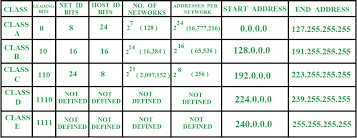 CLASS LEADING BITS NET ID BITS HOST ID BITS NO. OF NETWORKS ADDRESSES PER NETWORK START ADDRESS END ADDRESS
CLASS A 0 8 24 2^7 ( 128 ) 2^24 (16,777,216) 0.0.0.0 127.255.255.255
CLASS B 10 16 16 2^14 (16,384) 2^16 (65,536) 128.0.0.0 191.255.255.255
CLASS C 110 24 8 2^21 (2,097,152) 2^8 (256) 192.0.0.0 223.255.255.255
CLASS D 1110 NOT DEFINED NOT DEFINED NOT DEFINED NOT DEFINED 224.0.0.0 239.255.255.255
CLASS E 1111 NOT DEFINED NOT DEFINED NOT DEFINED NOT DEFINED 240.0.0.0 255.255.255.255